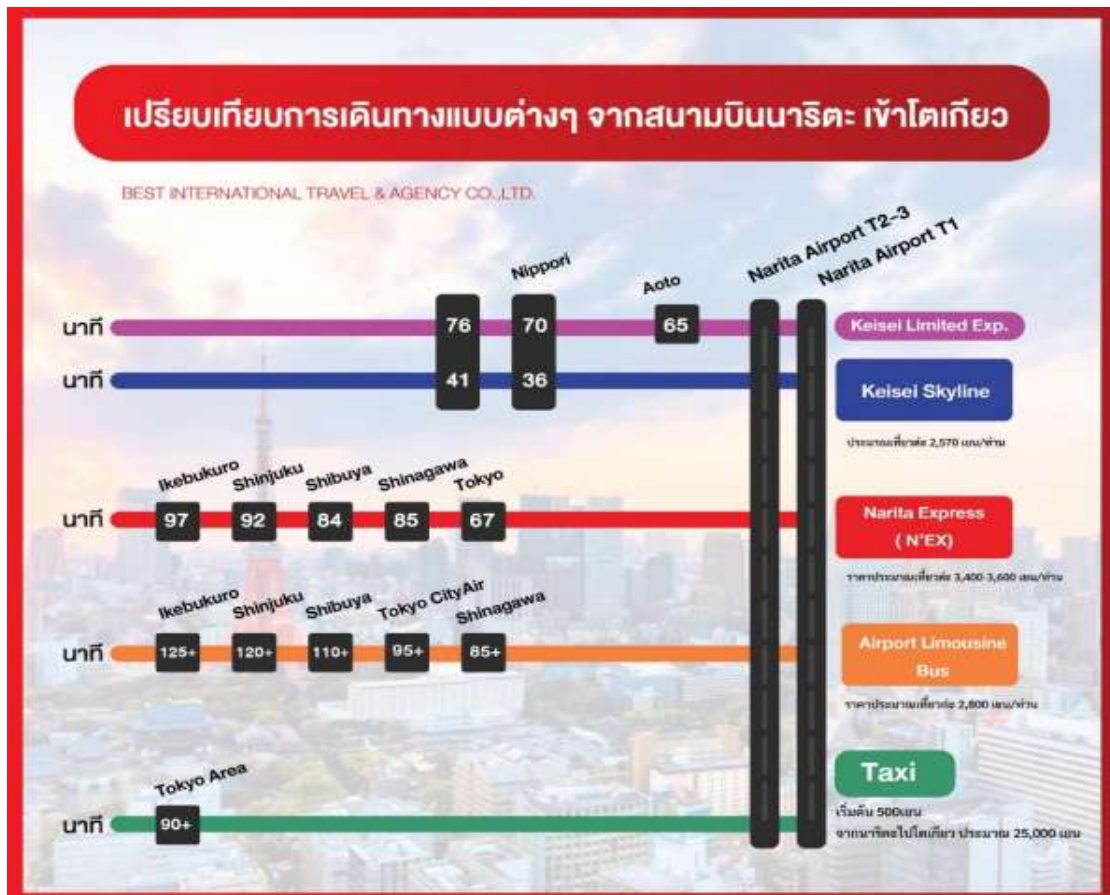 เปรียบเทียบการเดินทางแบบต่างๆ จากสนามบินนาริตะ เข้าโตเกียว
BEST INTERNATIONAL TRAVEL & AGENCY CO.,LTD.
Nippori
Aoto
Narita Airport T2-3
Narita Airport T1
นาที 76 70 65 Keisei Limited Exp.
นาที 41 36 Keisei Skyline
ประมาณเที่ยวต่อ 2,570 เยน/ท่าน
Ikebukuro Shinjuku Shibuya Shinagawa Tokyo
นาที 97 92 84 85 67 Narita Express
( N'EX)
ราคาประมาณเที่ยวต่อ 3,400-3,600 เยน/ท่าน
Ikebukuro Shinjuku Shibuya Tokyo CityAir Shinagawa
นาที 125+ 120+ 110+ 95+ 85+ Airport Limousine
Bus
ราคาประมาณเที่ยวต่อ 2,800 เยน/ท่าน
Tokyo Area
Taxi
นาที 90+
เริ่มต้น 500เยน
จากนาริตะไปโตเกียว ประมาณ 25,000 เยน